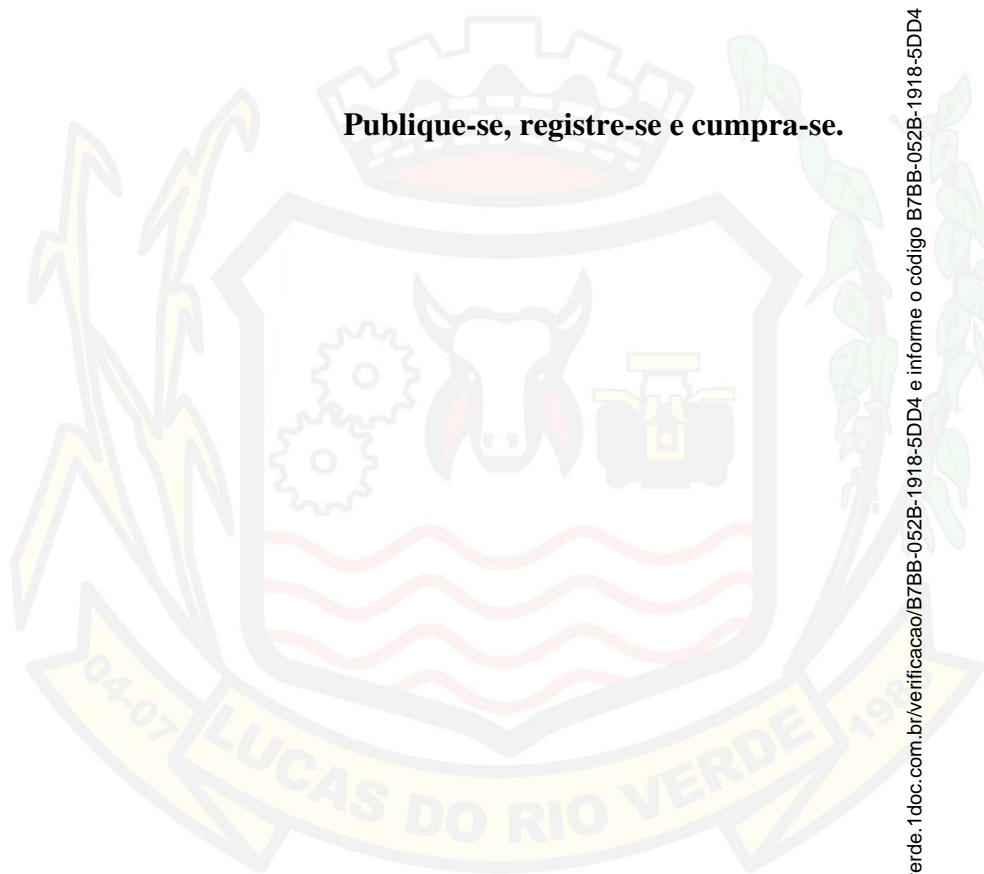 Publique-se, registre-se e cumpra-se.
04-07
LUCAS DO RIO VERDE
erde.1doc.com.br/verificacao/B7BB-052B-1918-5DD4 e informe o código B7BB-052B-1918-5DD4